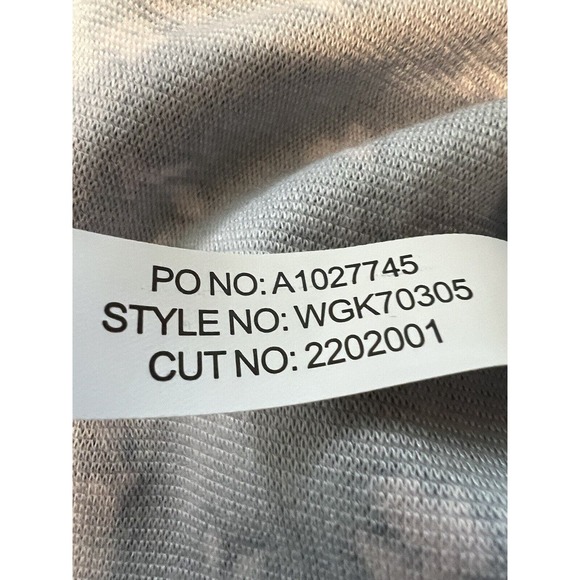 PO NO: A1027745
STYLE NO: WGK70305
CUT NO: 2202001